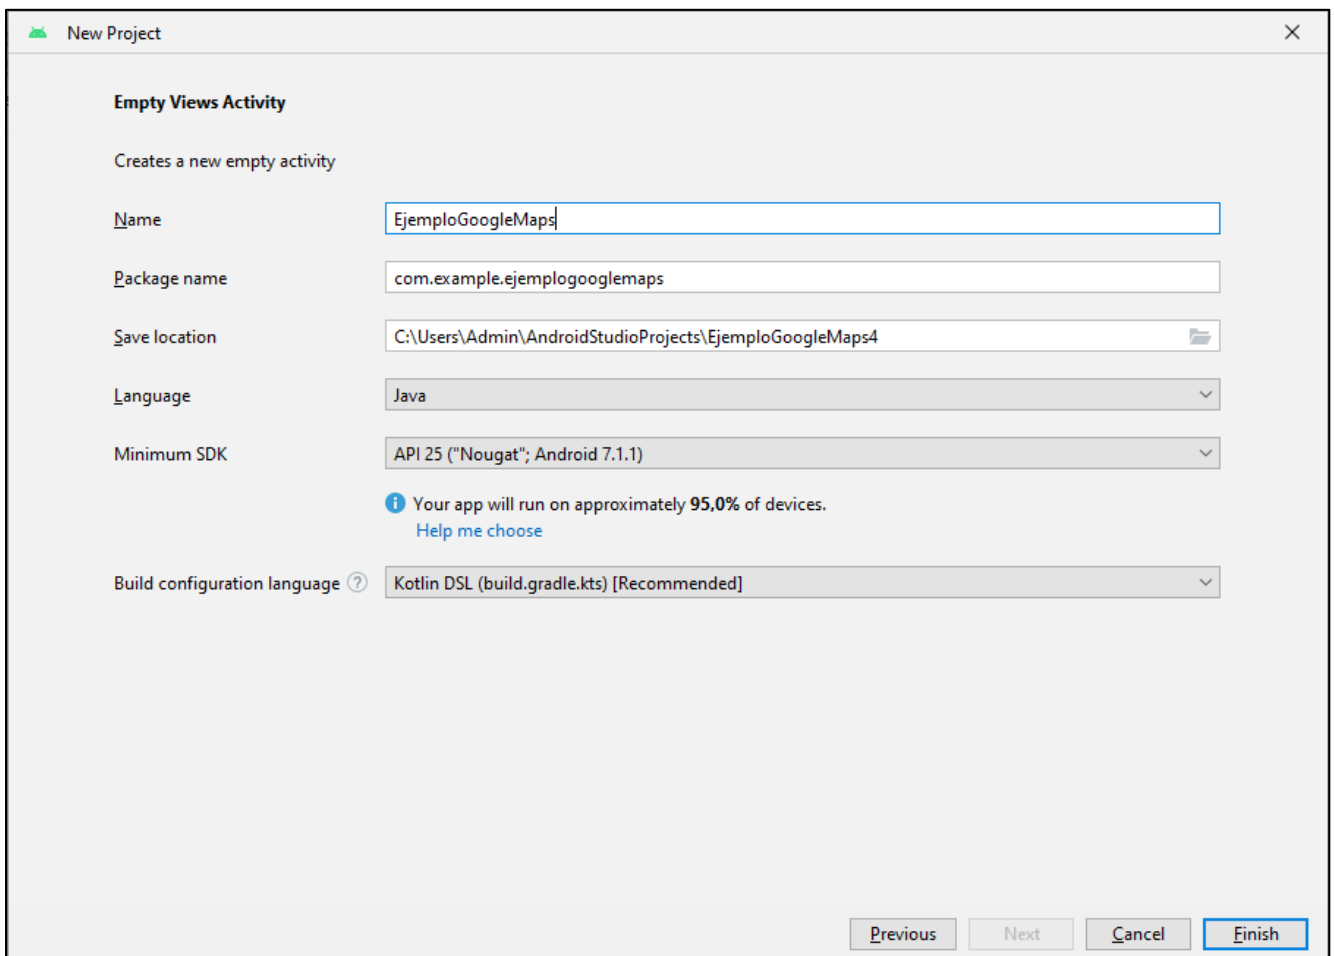 New Project
Empty Views Activity
Creates a new empty activity
Name EjemploGoogleMaps
Package name com.example.ejemplogooglemaps
Save location C:\Users\Admin\AndroidStudioProjects\EjemploGoogleMaps4
Language Java
Minimum SDK API 25 ("Nougat"; Android 7.1.1)
Your app will run on approximately 95,0% of devices.
Help me choose
Build configuration language ? Kotlin DSL (build.gradle.kts) [Recommended]
Previous Next Cancel Finish